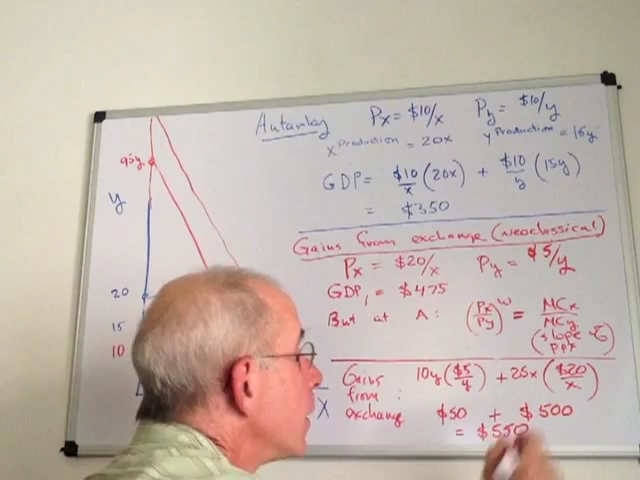 Autarky Px = $10/x Py = $10/y
x Production = 20x y Production = 15y
GDP = $10/x (20x) + $10/y (15y)
= $350
Gains from exchange (neoclassical)
Px = $20/x Py = $5/y
GDP1 = $475
But at A: (Px/Py)^w = MCx/MCy
(slope
ppx
Gains 10y($5/y) + 25x($20/x)
from:
exchange $50 + $500
= $550
95y
y
20
15
10
x